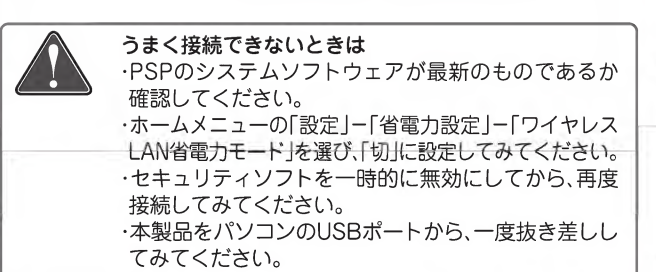 うまく接続できないときは
・PSPのシステムソフトウェアが最新のものであるか
確認してください。
・ホームメニューの「設定」−「省電力設定」−「ワイヤレス
LAN省電力モード」を選び、「切」に設定してみてください。
・セキュリティソフトを一時的に無効にしてから、再度
接続してみてください。
・本製品をパソコンのUSBポートから、一度抜き差しし
てみてください。